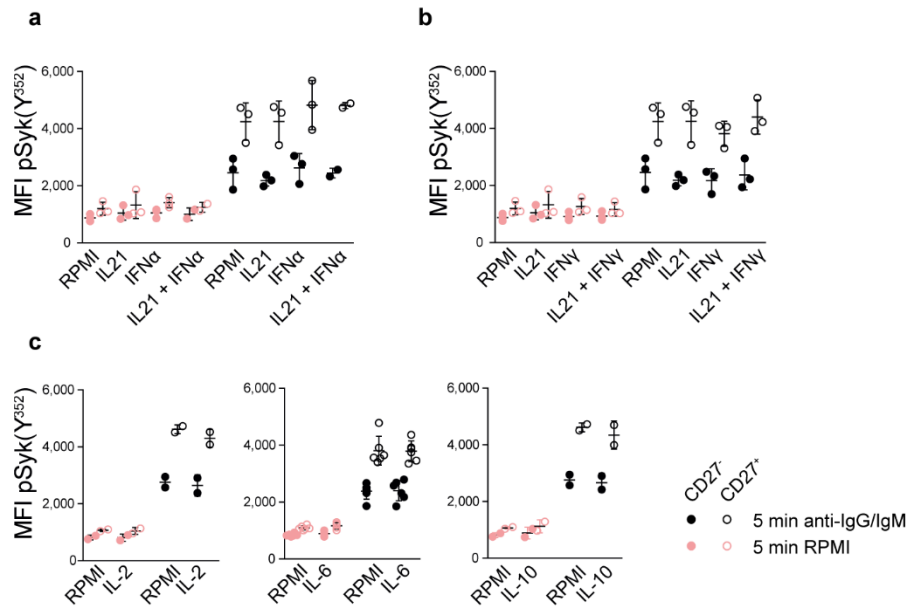 a
MFI pSyk(Y³⁵²)
6,000
4,000
2,000
0
RPMI
IL21
IFNα
IL21 + IFNα
RPMI
IL21
IFNα
IL21 + IFNα
b
MFI pSyk(Y³⁵²)
6,000
4,000
2,000
0
RPMI
IL21
IFNγ
IL21 + IFNγ
RPMI
IL21
IFNγ
IL21 + IFNγ
c
MFI pSyk(Y³⁵²)
6,000
4,000
2,000
0
RPMI
IL-2
RPMI
IL-2
6,000
4,000
2,000
0
RPMI
IL-6
RPMI
IL-6
6,000
4,000
2,000
0
RPMI
IL-10
RPMI
IL-10
CD27⁻
CD27⁺
5 min anti-IgG/IgM
5 min RPMI